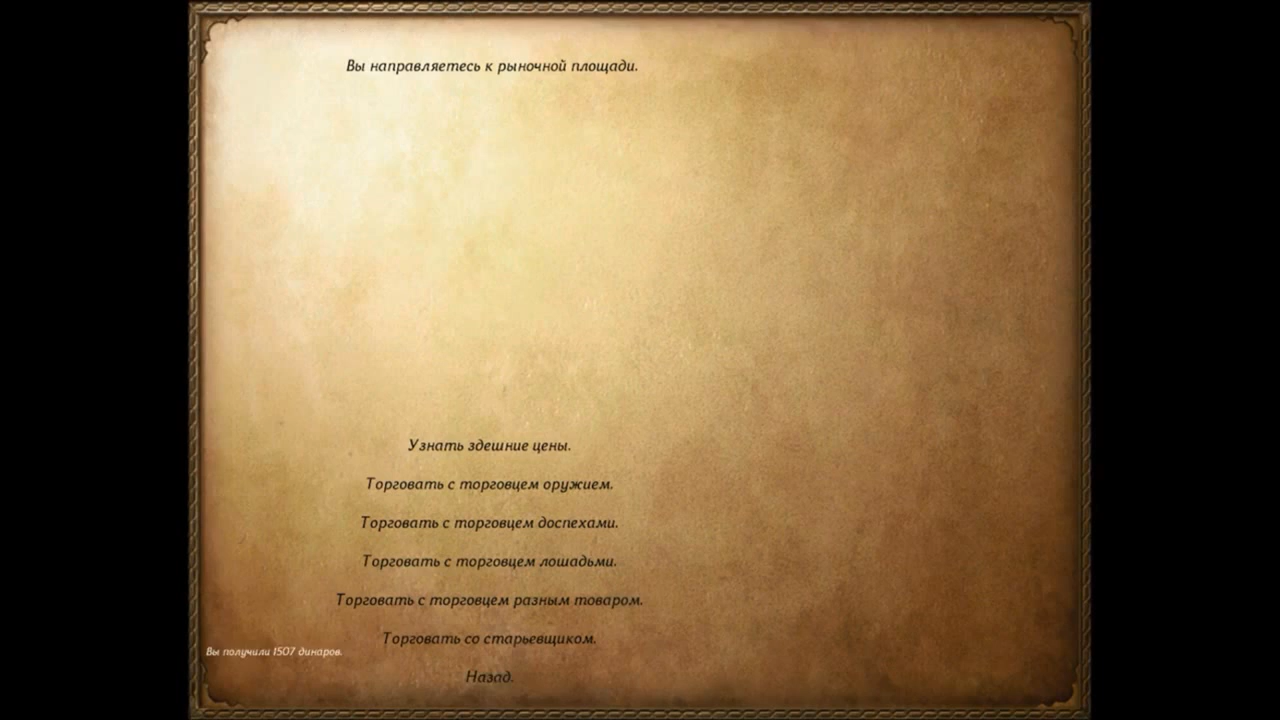 Вы направляетесь к рыночной площади.
Узнать здешние цены.
Торговать с торговцем оружием.
Торговать с торговцем доспехами.
Торговать с торговцем лошадьми.
Торговать с торговцем разным товаром.
Торговать со старьевщиком.
Вы получили 1507 динаров.
Назад.